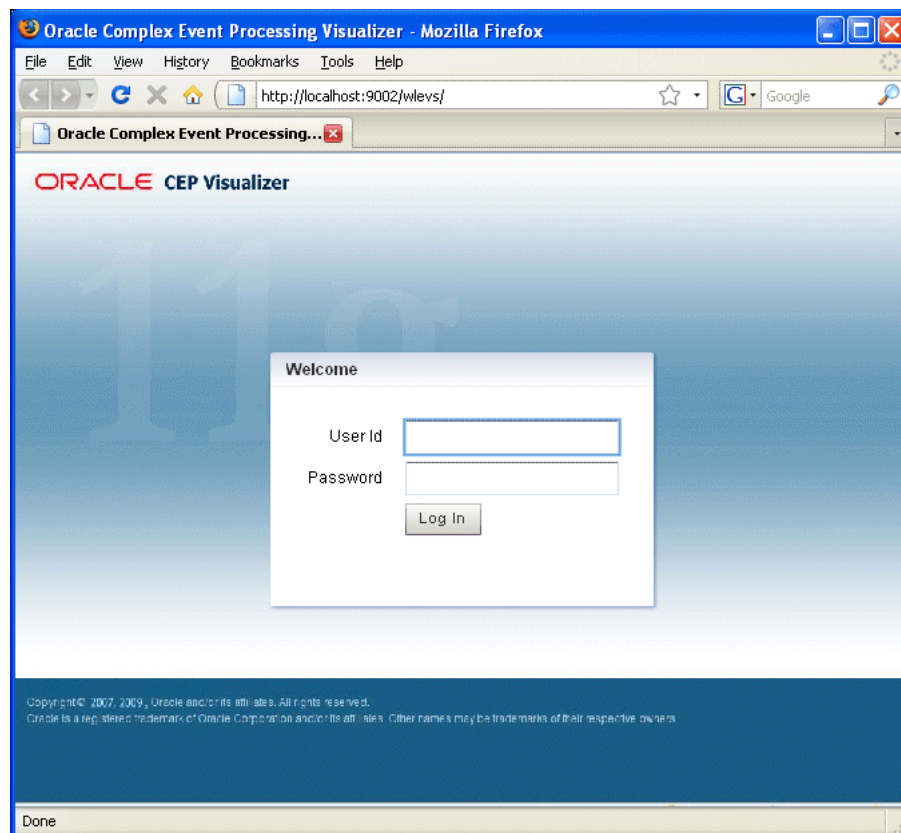 Oracle Complex Event Processing Visualizer - Mozilla Firefox
File Edit View History Bookmarks Tools Help
http://localhost:9002/wlevs/ G Google
Oracle Complex Event Processing...
ORACLE CEP Visualizer
11g
Welcome
User Id
Password
Log In
Copyright© 2007, 2009, Oracle and/or its affiliates. All rights reserved.
Oracle is a registered trademark of Oracle Corporation and/or its affiliates. Other names may be trademarks of their respective owners
Done